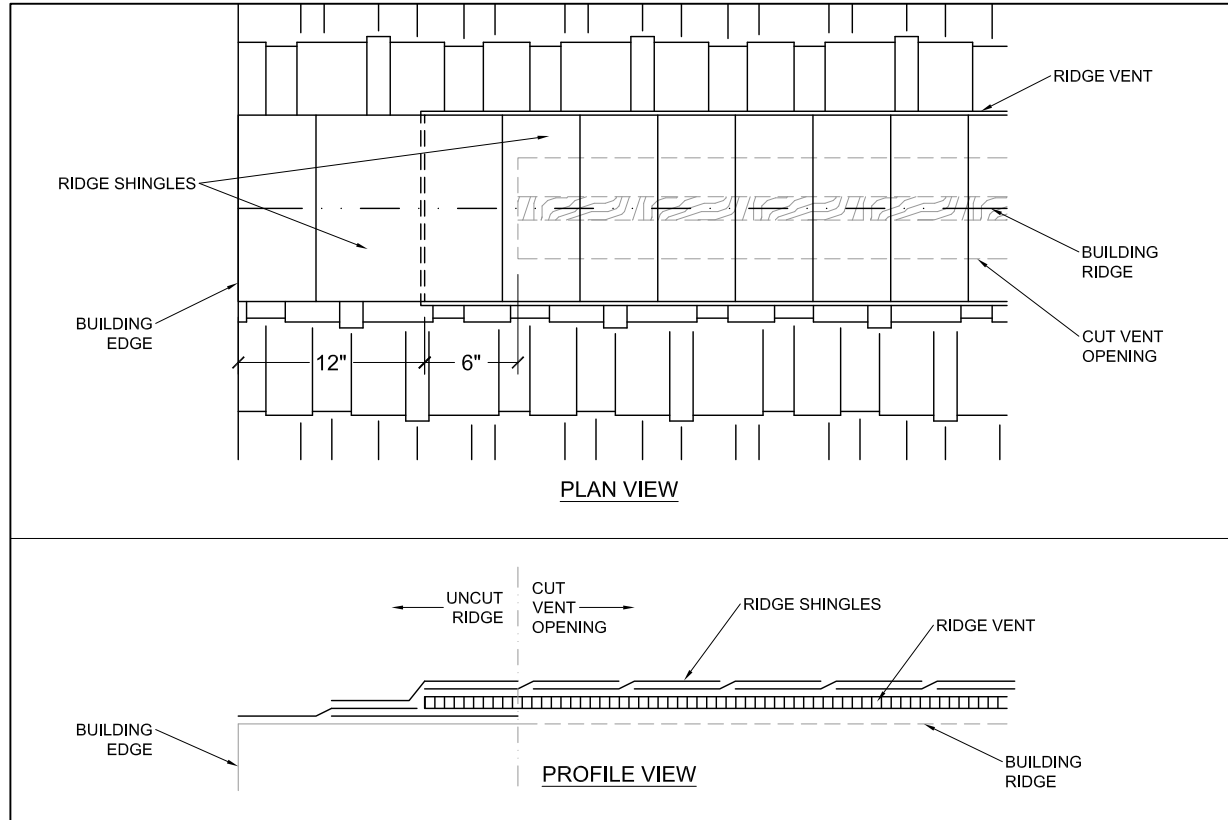 RIDGE VENT
RIDGE SHINGLES
BUILDING
RIDGE
BUILDING
EDGE
CUT VENT
OPENING
12"
6"
PLAN VIEW
UNCUT
RIDGE
CUT
VENT
OPENING
RIDGE SHINGLES
RIDGE VENT
BUILDING
EDGE
BUILDING
RIDGE
PROFILE VIEW